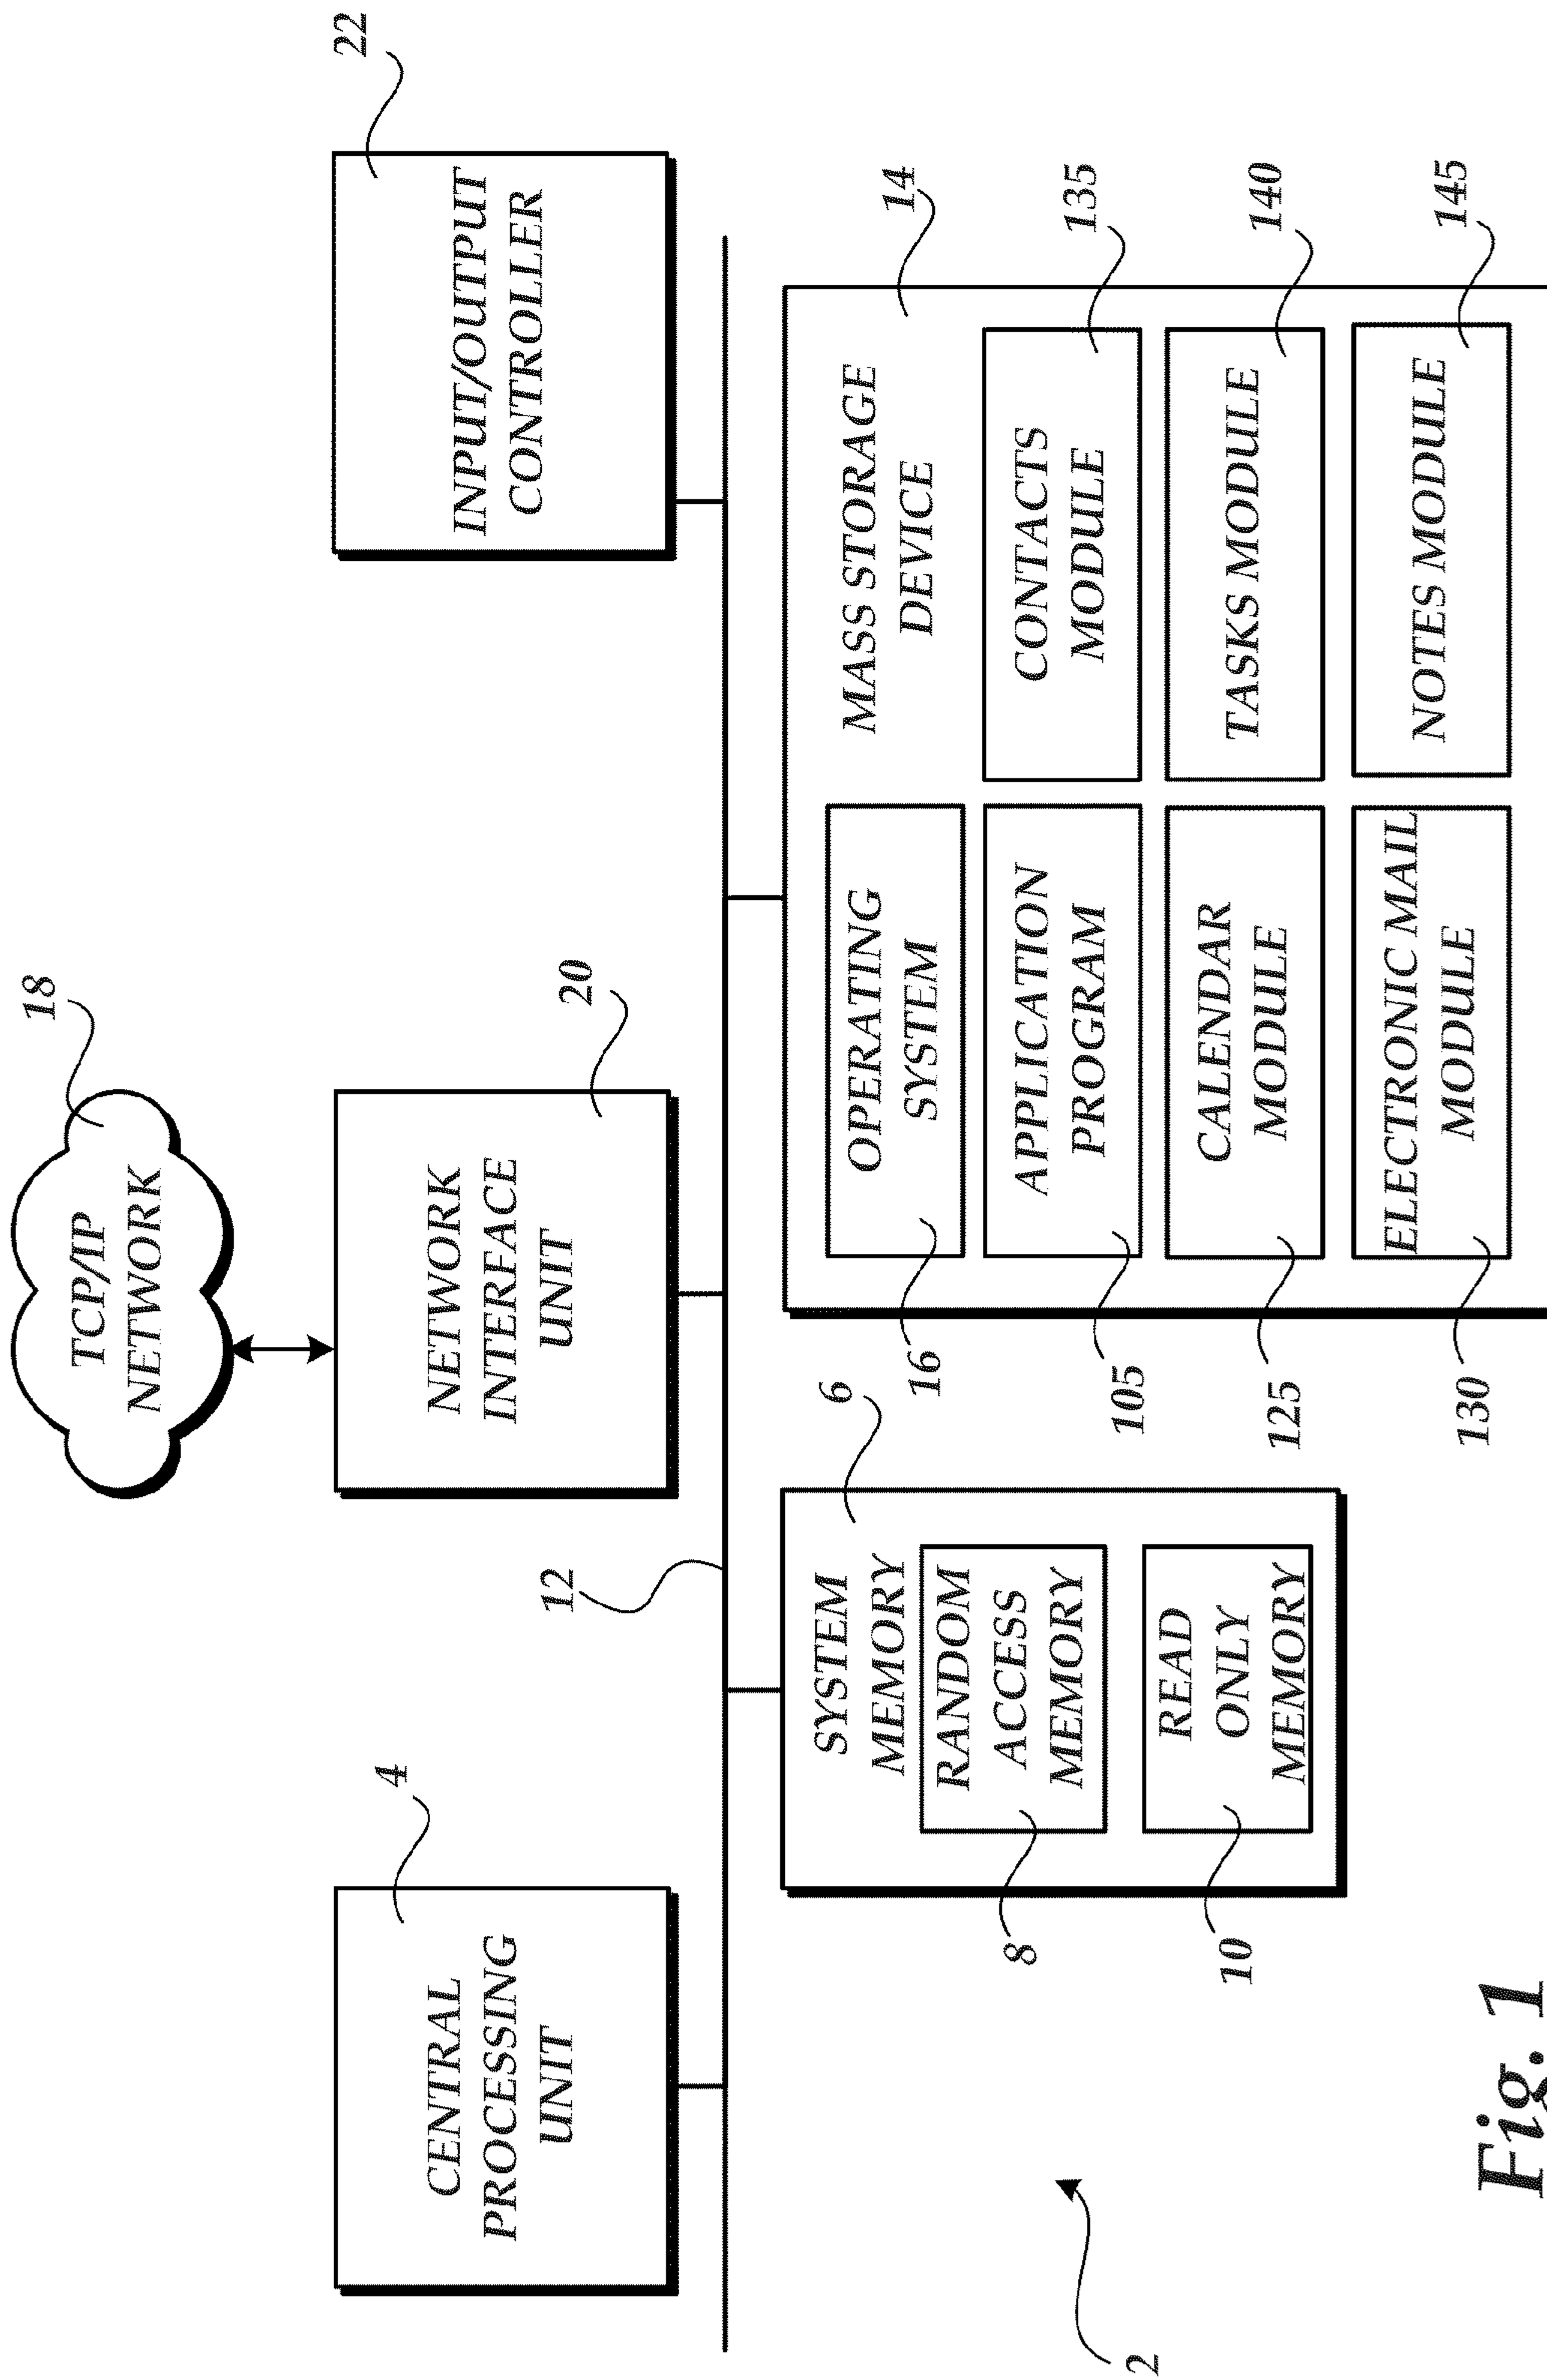 18
TCP/IP
NETWORK
4
20
22
CENTRAL
PROCESSING
UNIT
NETWORK
INTERFACE
UNIT
INPUT/OUTPUT
CONTROLLER
12
6
SYSTEM
MEMORY
8
RANDOM
ACCESS
MEMORY
10
READ
ONLY
MEMORY
14
MASS STORAGE
DEVICE
16
OPERATING
SYSTEM
105
APPLICATION
PROGRAM
135
CONTACTS
MODULE
125
CALENDAR
MODULE
140
TASKS MODULE
130
ELECTRONIC MAIL
MODULE
145
NOTES MODULE
2
Fig. 1